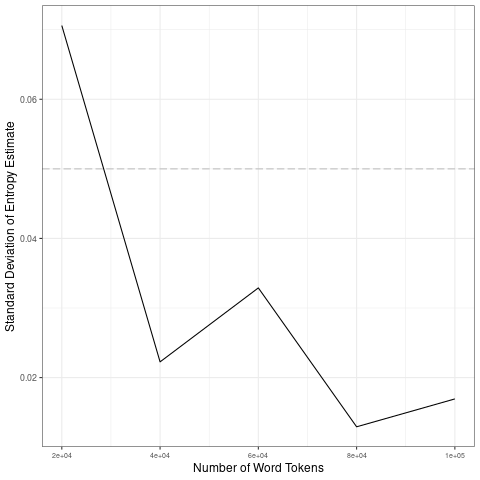 Standard Deviation of Entropy Estimate
0.06
0.04
0.02
2e+04 4e+04 6e+04 8e+04 1e+05
Number of Word Tokens